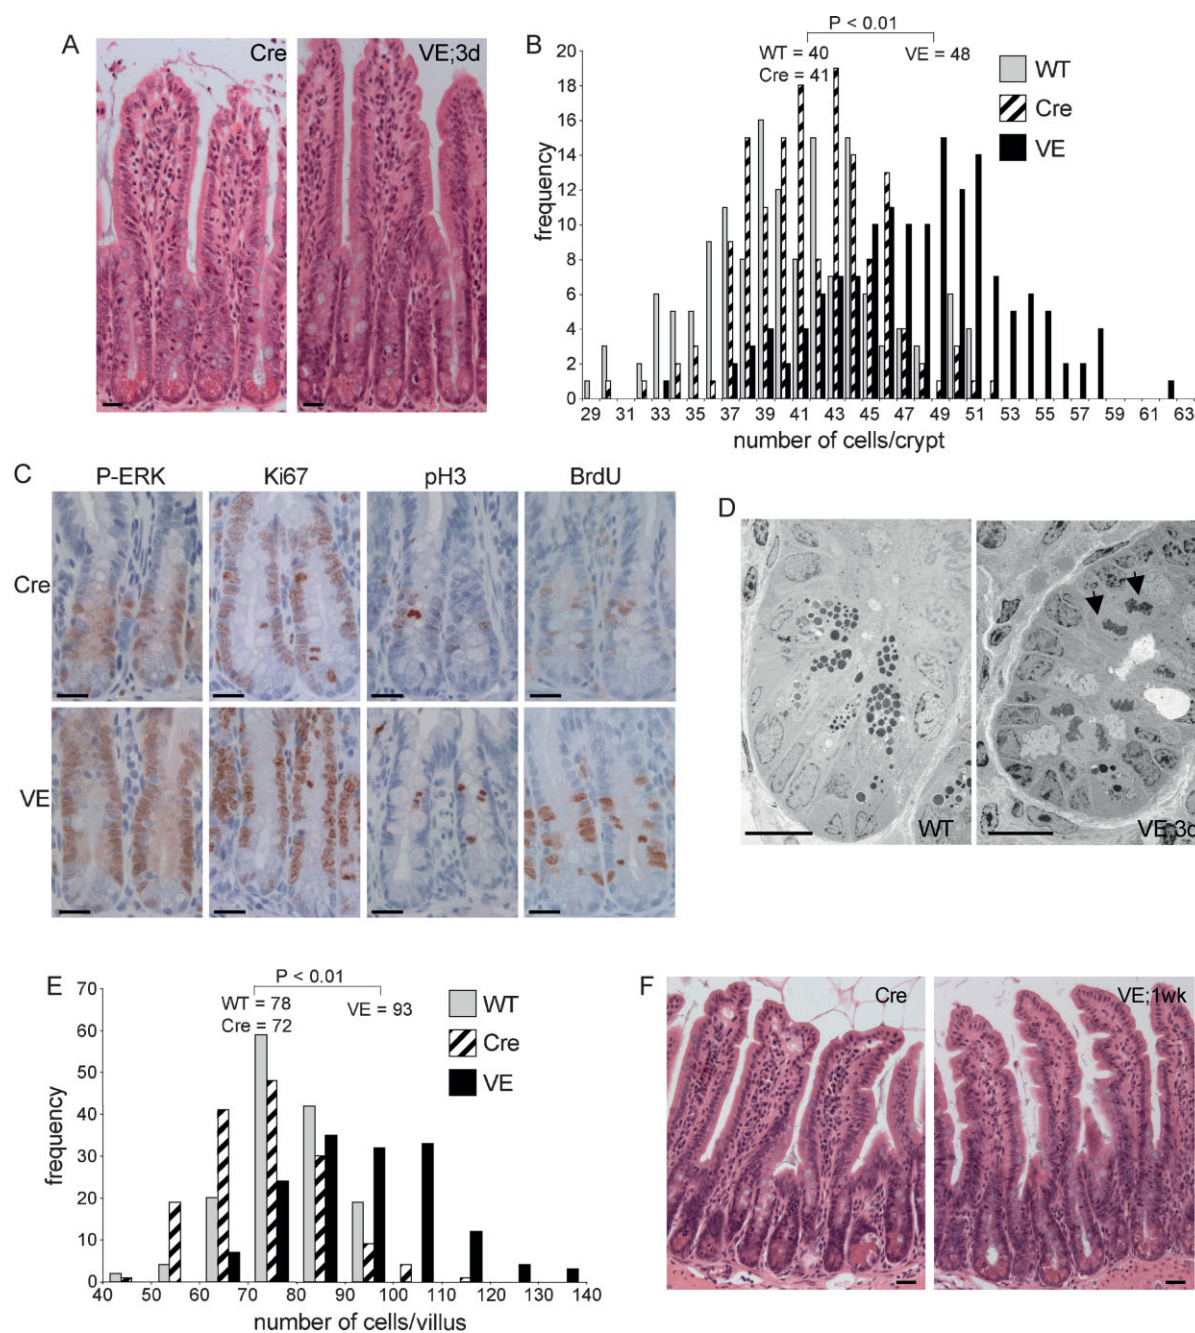 A
Cre
VE;3d
B
P < 0.01
WT = 40
Cre = 41
VE = 48
WT
Cre
VE
frequency
20
18
16
14
12
10
8
6
4
2
0
29 31 33 35 37 39 41 43 45 47 49 51 53 55 57 59 61 63
number of cells/crypt
C
P-ERK Ki67 pH3 BrdU
Cre
VE
D
WT
VE;3d
E
P < 0.01
WT = 78
Cre = 72
VE = 93
WT
Cre
VE
frequency
70
60
50
40
30
20
10
0
40 50 60 70 80 90 100 110 120 130 140
number of cells/villus
F
Cre
VE;1wk